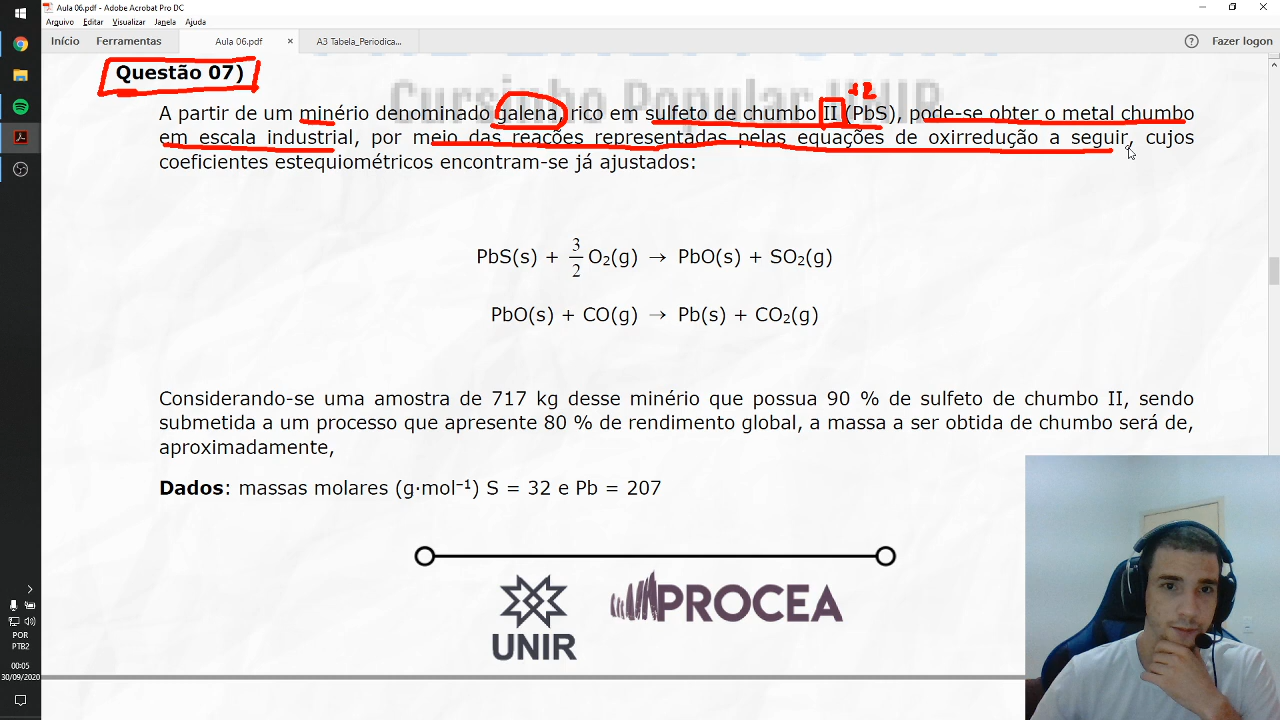 Aula 06.pdf - Adobe Acrobat Pro DC
Arquivo Editar Visualizar Janela Ajuda
Início Ferramentas Aula 06.pdf × A3 Tabela_Periodica... ? Fazer logon
Cursinho Popular UNIR
Questão 07)
+2
A partir de um minério denominado galena, rico em sulfeto de chumbo II (PbS), pode-se obter o metal chumbo
em escala industrial, por meio das reações representadas pelas equações de oxirredução a seguir, cujos
coeficientes estequiométricos encontram-se já ajustados:
PbS(s) + 3/2 O₂(g) → PbO(s) + SO₂(g)
PbO(s) + CO(g) → Pb(s) + CO₂(g)
Considerando-se uma amostra de 717 kg desse minério que possua 90 % de sulfeto de chumbo II, sendo
submetida a um processo que apresente 80 % de rendimento global, a massa a ser obtida de chumbo será de,
aproximadamente,
Dados: massas molares (g·mol⁻¹) S = 32 e Pb = 207
UNIR
PROCEA
POR
PTB2
00:05
30/09/2020